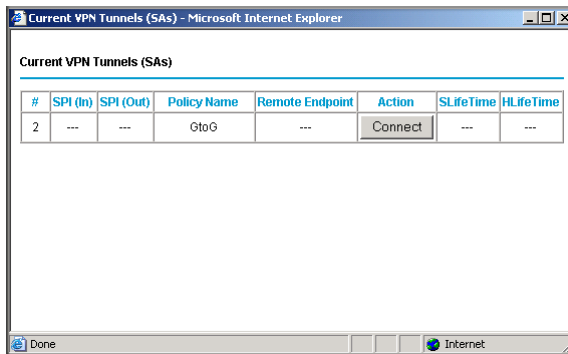 Current VPN Tunnels (SAs) - Microsoft Internet Explorer
Current VPN Tunnels (SAs)
# SPI (In) SPI (Out) Policy Name Remote Endpoint Action SLifeTime HLifeTime
2 --- --- GtoG --- Connect --- ---
Done Internet